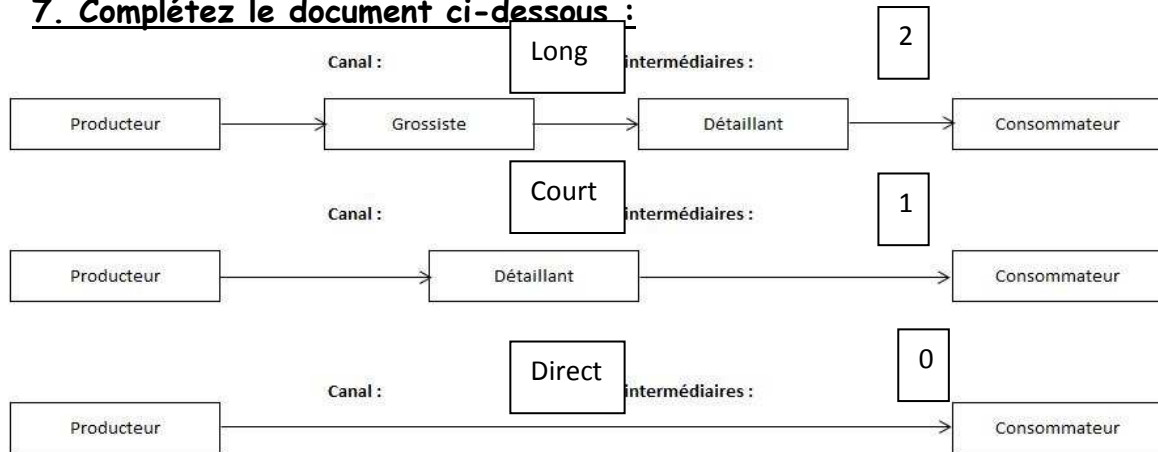 7. Complétez le document ci-dessous :
Canal : Long intermédiaires : 2
Producteur Grossiste Détaillant Consommateur
Canal : Court intermédiaires : 1
Producteur Détaillant Consommateur
Canal : Direct intermédiaires : 0
Producteur Consommateur